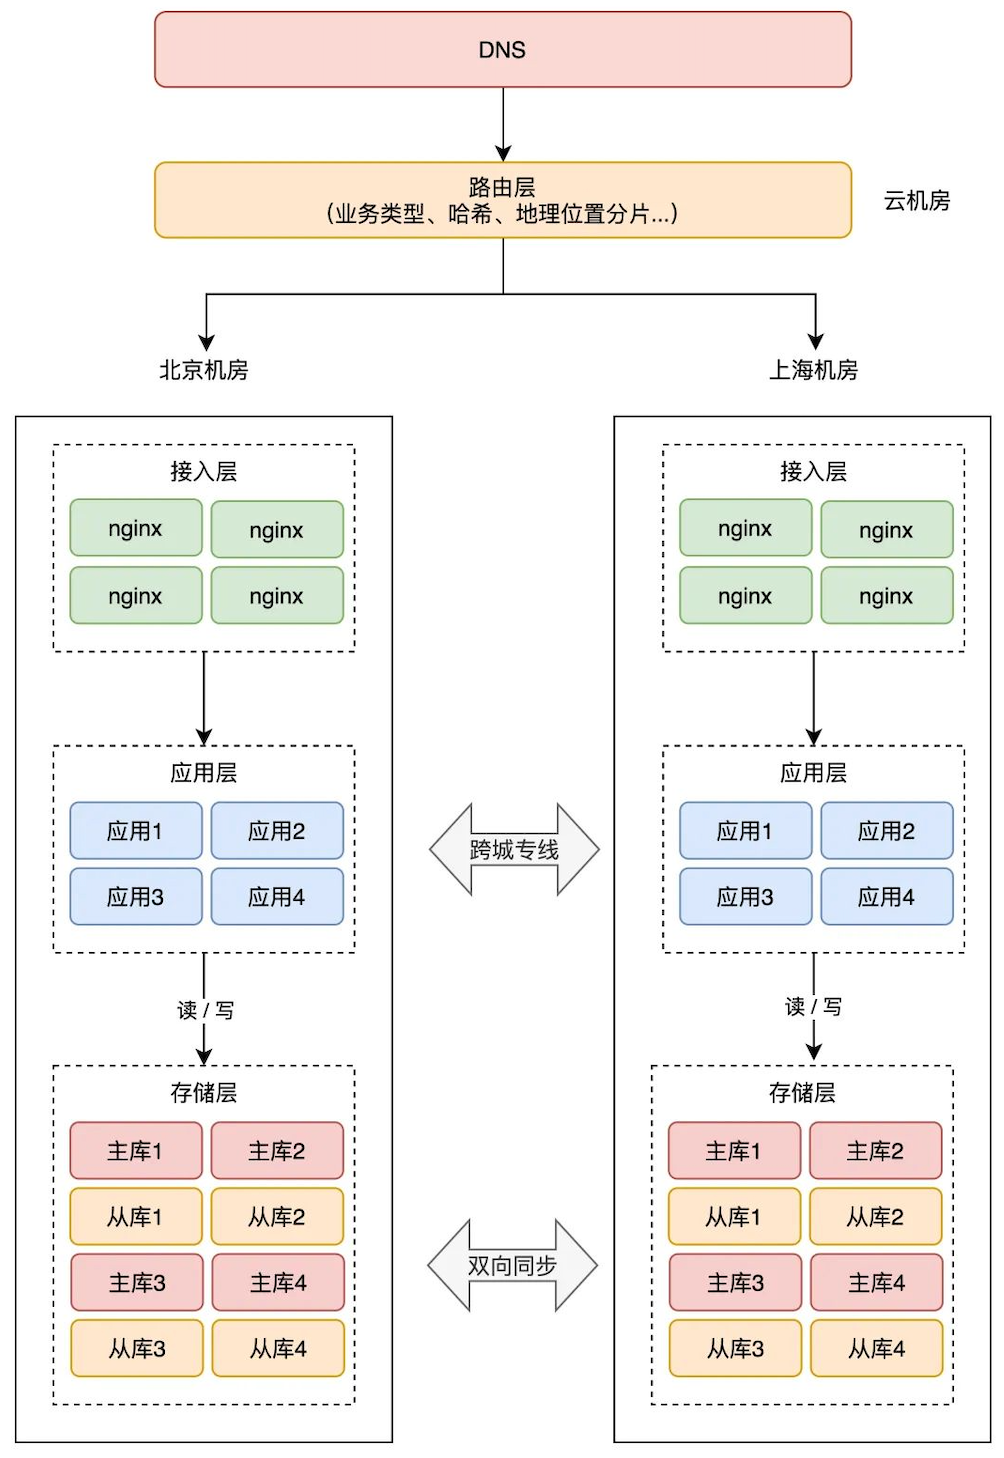 DNS
路由层
（业务类型、哈希、地理位置分片...）
云机房
北京机房
上海机房
接入层
nginx
nginx
nginx
nginx
应用层
应用1
应用2
应用3
应用4
读 / 写
存储层
主库1
主库2
从库1
从库2
主库3
主库4
从库3
从库4
跨城专线
双向同步
接入层
nginx
nginx
nginx
nginx
应用层
应用1
应用2
应用3
应用4
读 / 写
存储层
主库1
主库2
从库1
从库2
主库3
主库4
从库3
从库4